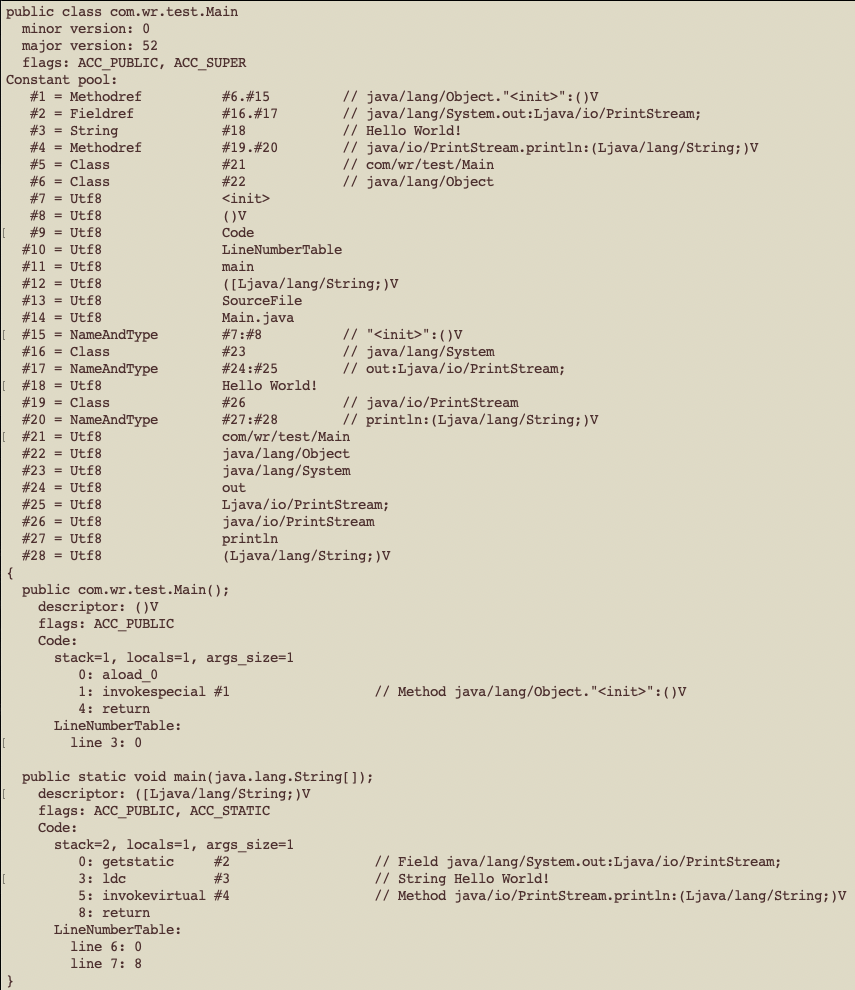 public class com.wr.test.Main
  minor version: 0
  major version: 52
  flags: ACC_PUBLIC, ACC_SUPER
Constant pool:
   #1 = Methodref          #6.#15         // java/lang/Object."<init>":()V
   #2 = Fieldref           #16.#17        // java/lang/System.out:Ljava/io/PrintStream;
   #3 = String             #18            // Hello World!
   #4 = Methodref          #19.#20        // java/io/PrintStream.println:(Ljava/lang/String;)V
   #5 = Class              #21            // com/wr/test/Main
   #6 = Class              #22            // java/lang/Object
   #7 = Utf8               <init>
   #8 = Utf8               ()V
   #9 = Utf8               Code
  #10 = Utf8               LineNumberTable
  #11 = Utf8               main
  #12 = Utf8               ([Ljava/lang/String;)V
  #13 = Utf8               SourceFile
  #14 = Utf8               Main.java
  #15 = NameAndType        #7:#8          // "<init>":()V
  #16 = Class              #23            // java/lang/System
  #17 = NameAndType        #24:#25        // out:Ljava/io/PrintStream;
  #18 = Utf8               Hello World!
  #19 = Class              #26            // java/io/PrintStream
  #20 = NameAndType        #27:#28        // println:(Ljava/lang/String;)V
  #21 = Utf8               com/wr/test/Main
  #22 = Utf8               java/lang/Object
  #23 = Utf8               java/lang/System
  #24 = Utf8               out
  #25 = Utf8               Ljava/io/PrintStream;
  #26 = Utf8               java/io/PrintStream
  #27 = Utf8               println
  #28 = Utf8               (Ljava/lang/String;)V
{
  public com.wr.test.Main();
    descriptor: ()V
    flags: ACC_PUBLIC
    Code:
      stack=1, locals=1, args_size=1
         0: aload_0
         1: invokespecial #1                  // Method java/lang/Object."<init>":()V
         4: return
      LineNumberTable:
        line 3: 0

  public static void main(java.lang.String[]);
    descriptor: ([Ljava/lang/String;)V
    flags: ACC_PUBLIC, ACC_STATIC
    Code:
      stack=2, locals=1, args_size=1
         0: getstatic     #2                  // Field java/lang/System.out:Ljava/io/PrintStream;
         3: ldc           #3                  // String Hello World!
         5: invokevirtual #4                  // Method java/io/PrintStream.println:(Ljava/lang/String;)V
         8: return
      LineNumberTable:
        line 6: 0
        line 7: 8
}